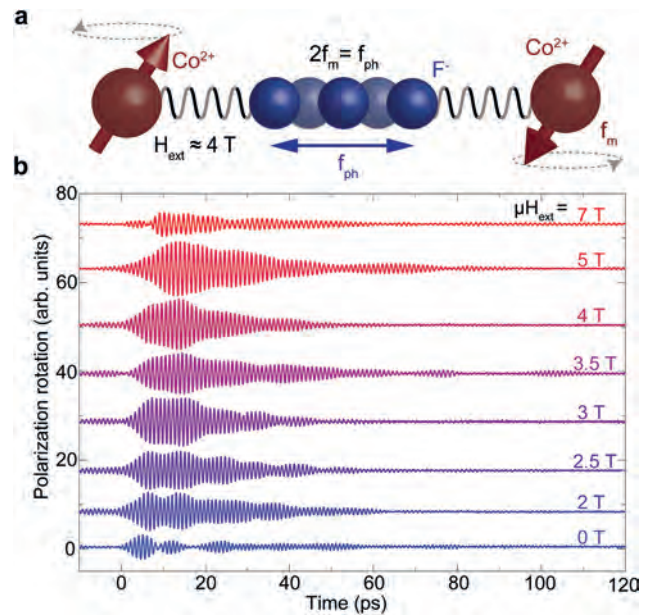 a
Co²⁺
2fₘ = fₚₕ
F⁻
Co²⁺
Hₑₓₜ ≈ 4 T
fₚₕ
fₘ
b
80
60
40
20
0
Polarization rotation (arb. units)
μHₑₓₜ =
7 T
5 T
4 T
3.5 T
3 T
2.5 T
2 T
0 T
0 20 40 60 80 100 120
Time (ps)